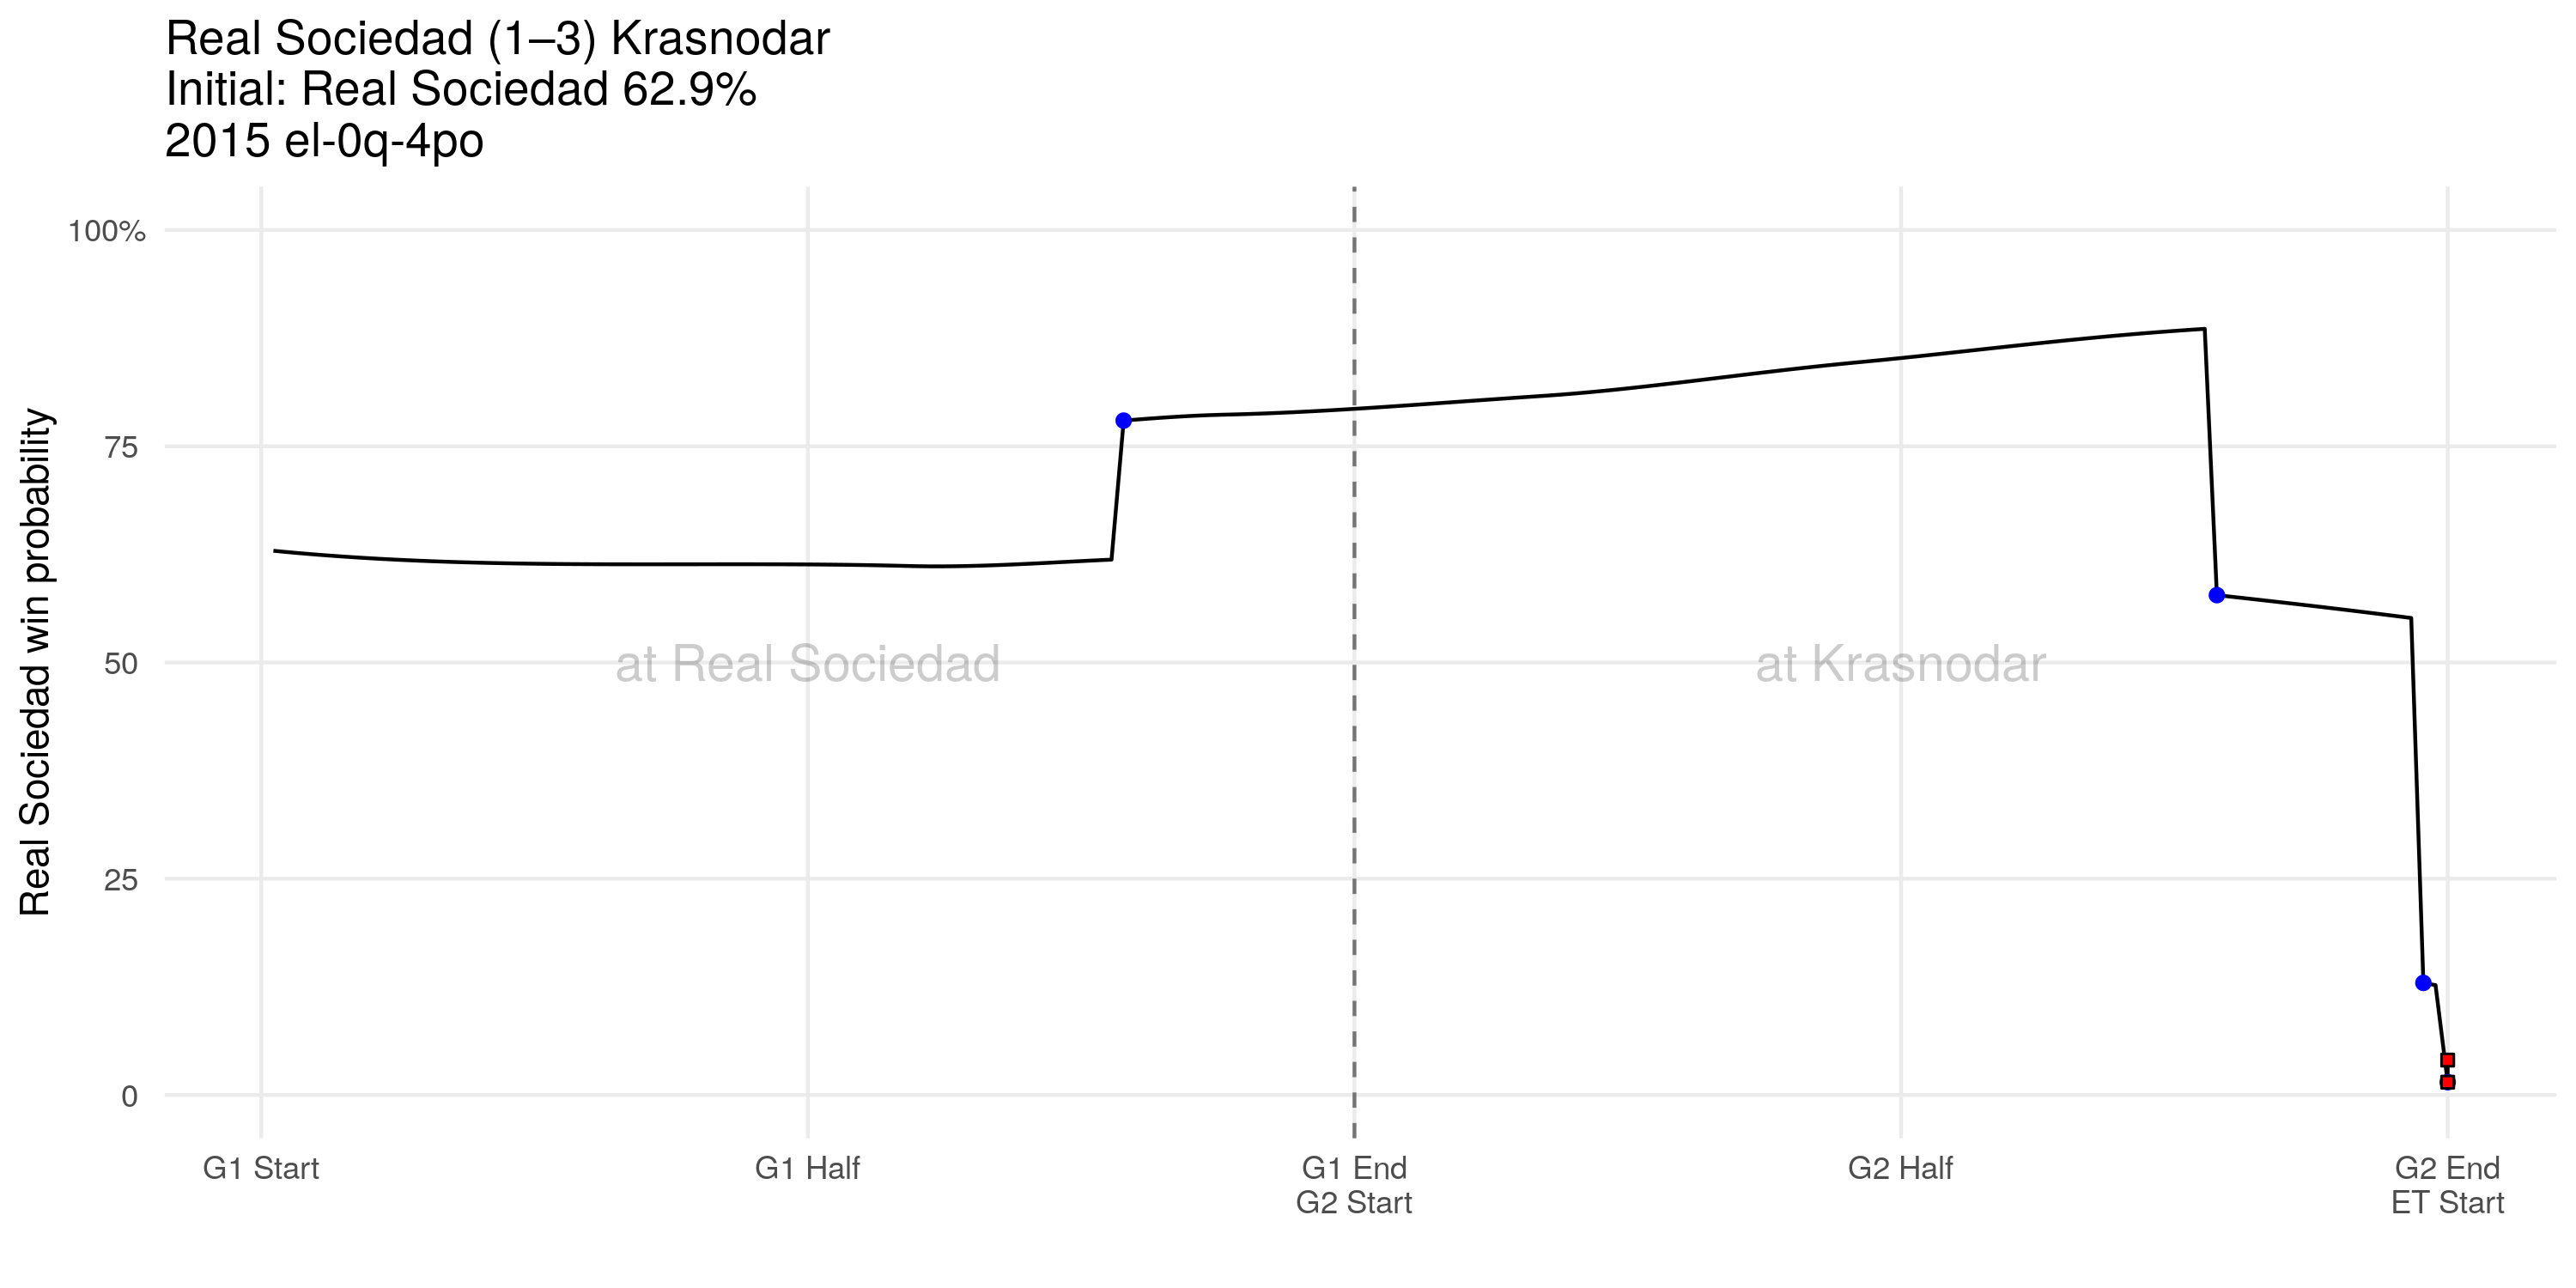 Real Sociedad (1–3) Krasnodar
Initial: Real Sociedad 62.9%
2015 el-0q-4po
Real Sociedad win probability
100%
75
50
25
0
at Real Sociedad
at Krasnodar
G1 Start
G1 Half
G1 End
G2 Start
G2 Half
G2 End
ET Start